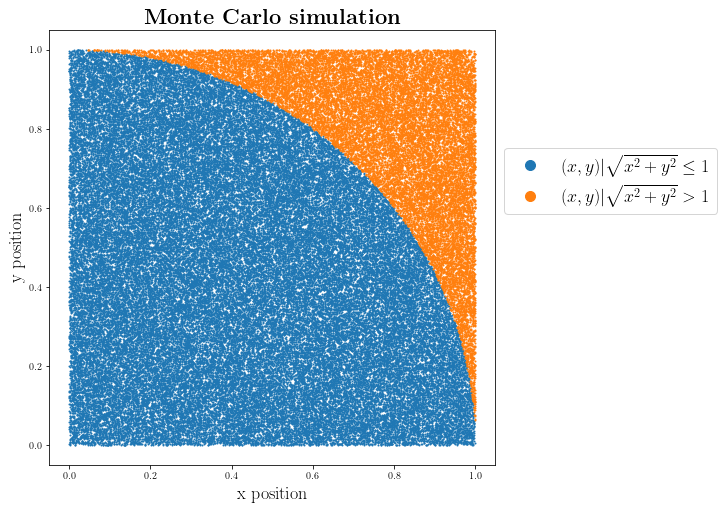 Monte Carlo simulation
1.0
0.8
0.6
0.4
0.2
0.0
y position
0.0 0.2 0.4 0.6 0.8 1.0
x position
(x, y)|√x² + y² ≤ 1
(x, y)|√x² + y² > 1